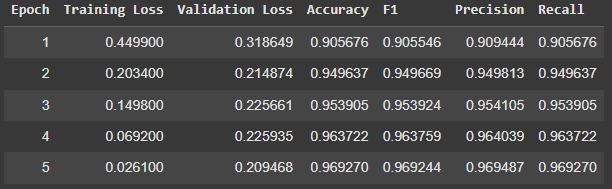 Epoch Training Loss Validation Loss Accuracy F1 Precision Recall
1 0.449900 0.318649 0.905676 0.905546 0.909444 0.905676
2 0.203400 0.214874 0.949637 0.949669 0.949813 0.949637
3 0.149800 0.225661 0.953905 0.953924 0.954105 0.953905
4 0.069200 0.225935 0.963722 0.963759 0.964039 0.963722
5 0.026100 0.209468 0.969270 0.969244 0.969487 0.969270